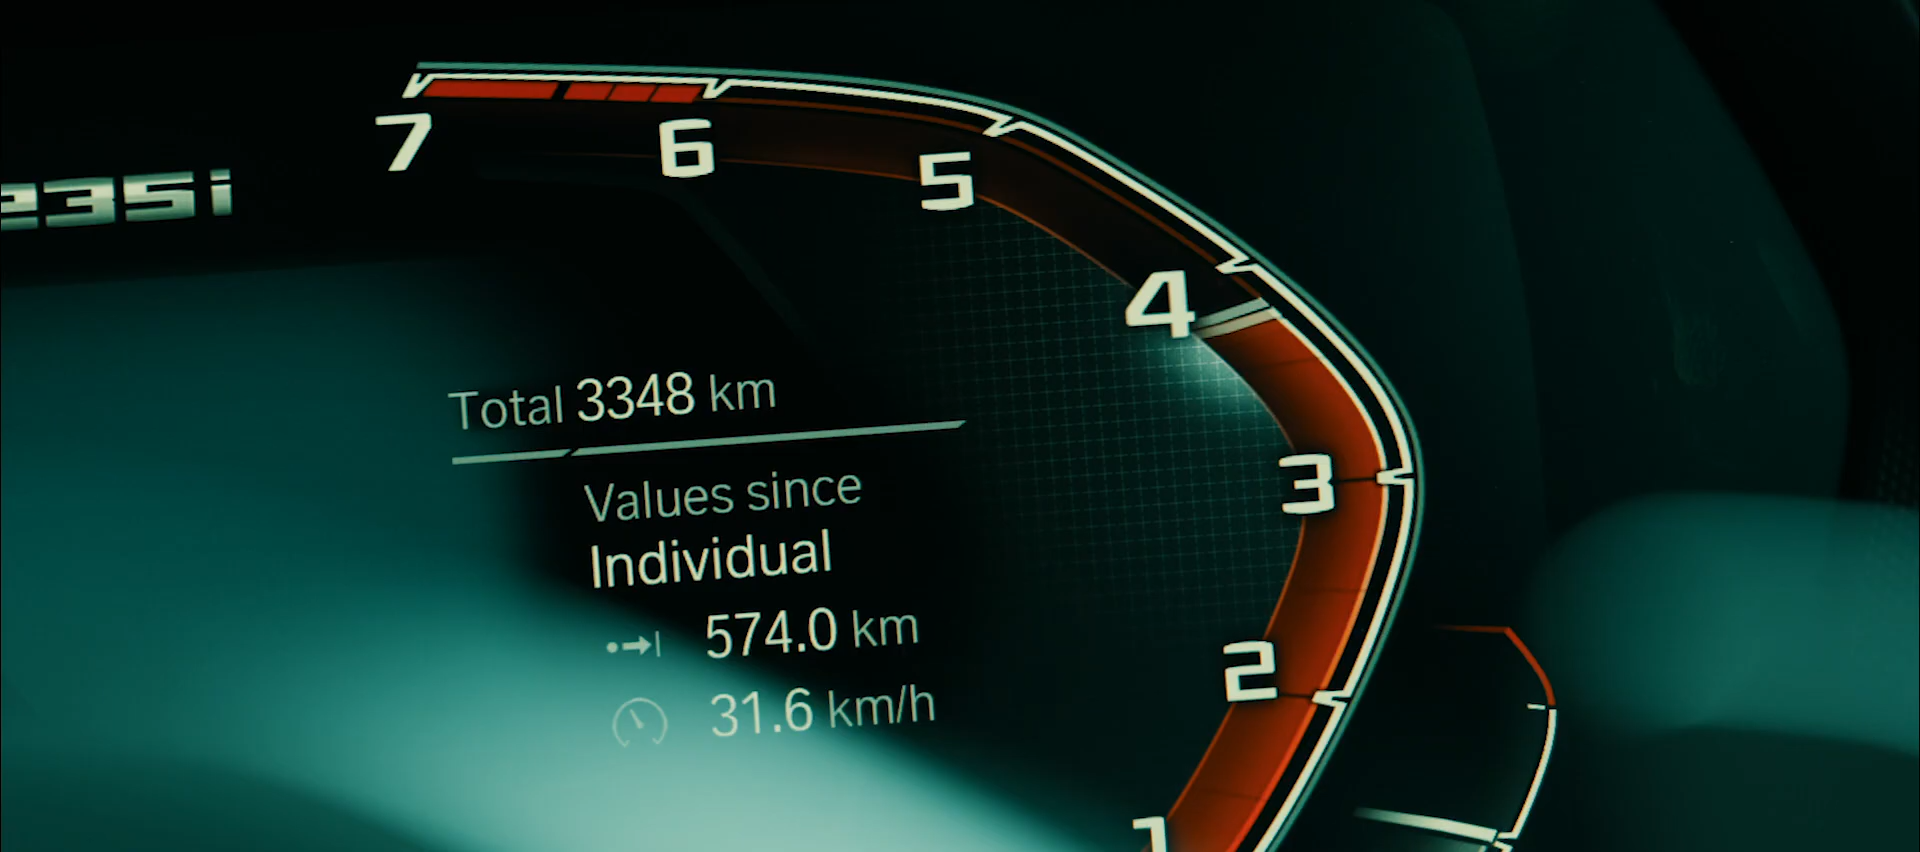 7
6
5
235i
4
Total 3348 km
3
Values since
Individual
574.0 km
2
31.6 km/h
1